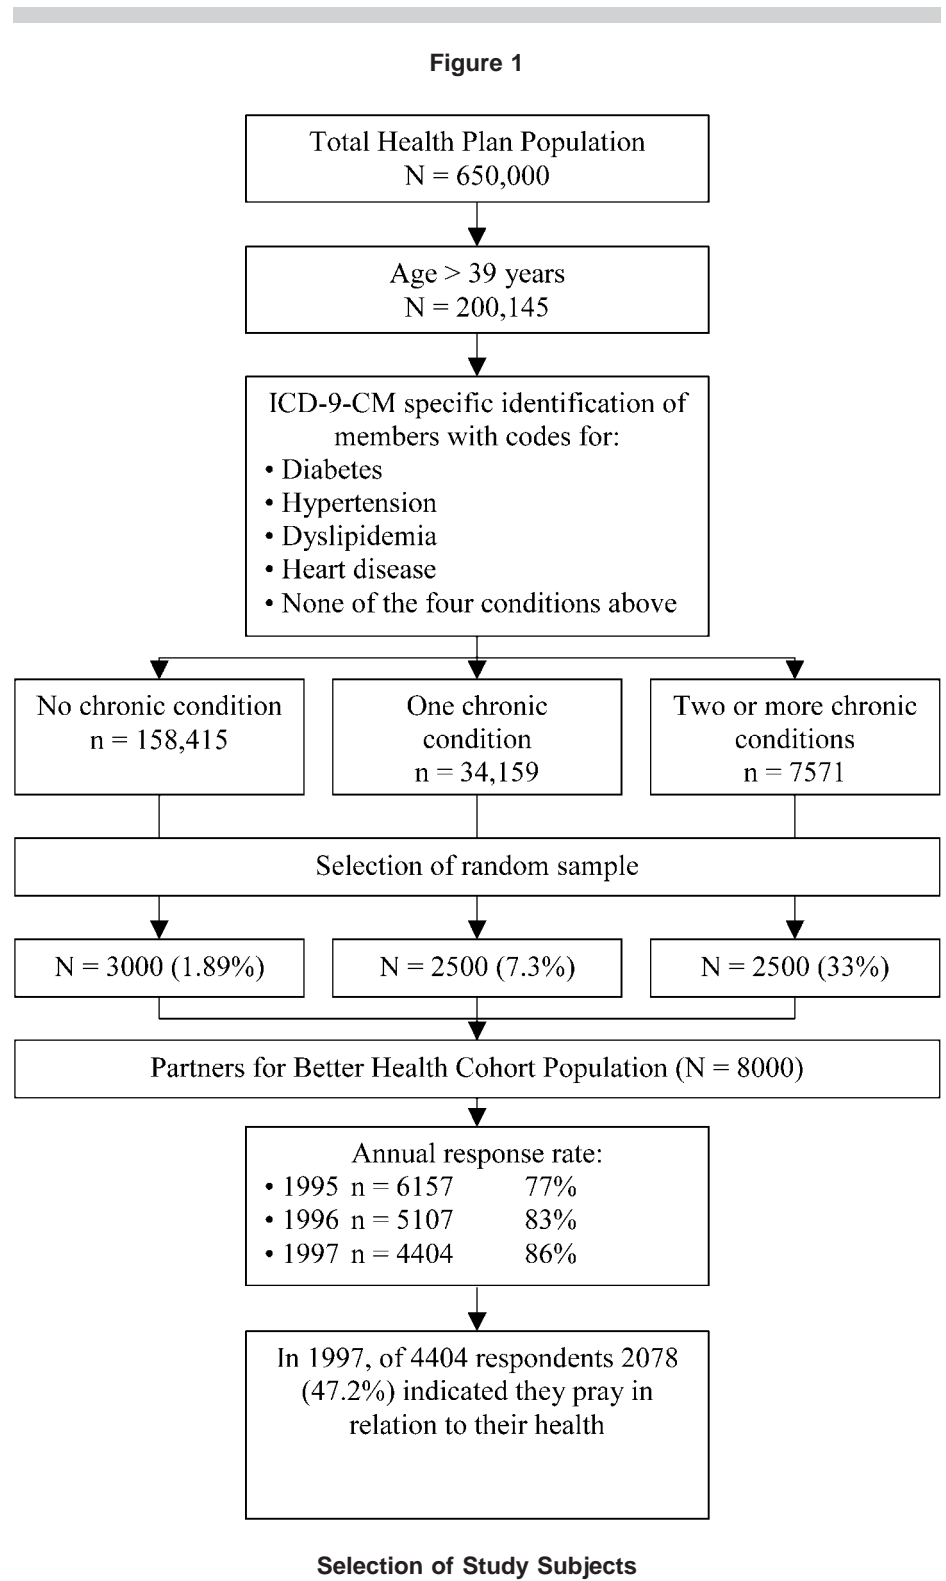 Figure 1
Total Health Plan Population
N = 650,000
Age > 39 years
N = 200,145
ICD-9-CM specific identification of
members with codes for:
• Diabetes
• Hypertension
• Dyslipidemia
• Heart disease
• None of the four conditions above
No chronic condition
n = 158,415
One chronic
condition
n = 34,159
Two or more chronic
conditions
n = 7571
Selection of random sample
N = 3000 (1.89%)
N = 2500 (7.3%)
N = 2500 (33%)
Partners for Better Health Cohort Population (N = 8000)
Annual response rate:
• 1995 n = 6157 77%
• 1996 n = 5107 83%
• 1997 n = 4404 86%
In 1997, of 4404 respondents 2078
(47.2%) indicated they pray in
relation to their health
Selection of Study Subjects